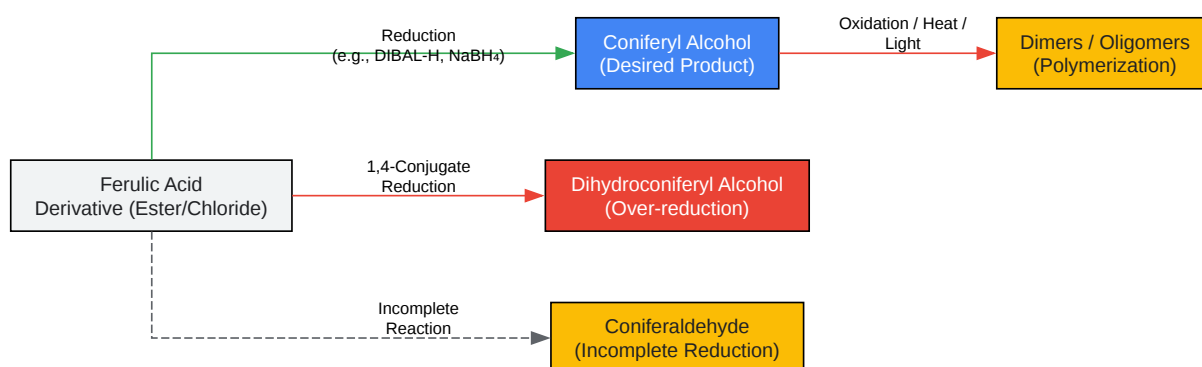 Reduction
(e.g., DIBAL-H, NaBH₄)
Coniferyl Alcohol
(Desired Product)
Oxidation / Heat /
Light
Dimers / Oligomers
(Polymerization)
Ferulic Acid
Derivative (Ester/Chloride)
1,4-Conjugate
Reduction
Dihydroconiferyl Alcohol
(Over-reduction)
Incomplete
Reaction
Coniferaldehyde
(Incomplete Reduction)